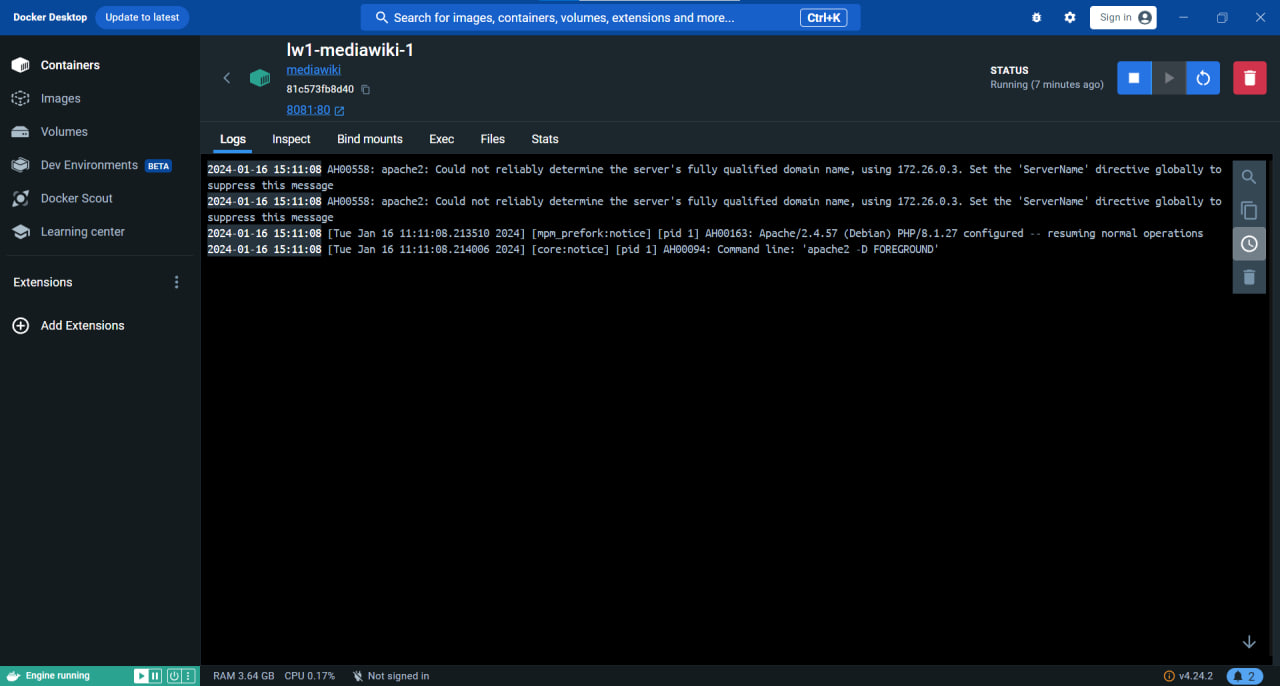 Docker Desktop
Update to latest
Search for images, containers, volumes, extensions and more...
Ctrl+K
Sign in
Containers
Images
Volumes
Dev Environments BETA
Docker Scout
Learning center
Extensions
Add Extensions
lw1-mediawiki-1
mediawiki
81c573fb8d40
8081:80
STATUS
Running (7 minutes ago)
Logs
Inspect
Bind mounts
Exec
Files
Stats
2024-01-16 15:11:08 AH00558: apache2: Could not reliably determine the server's fully qualified domain name, using 172.26.0.3. Set the 'ServerName' directive globally to
suppress this message
2024-01-16 15:11:08 AH00558: apache2: Could not reliably determine the server's fully qualified domain name, using 172.26.0.3. Set the 'ServerName' directive globally to
suppress this message
2024-01-16 15:11:08 [Tue Jan 16 11:11:08.213510 2024] [mpm_prefork:notice] [pid 1] AH00163: Apache/2.4.57 (Debian) PHP/8.1.27 configured -- resuming normal operations
2024-01-16 15:11:08 [Tue Jan 16 11:11:08.214006 2024] [core:notice] [pid 1] AH00094: Command line: 'apache2 -D FOREGROUND'
Engine running
RAM 3.64 GB
CPU 0.17%
Not signed in
v4.24.2
2